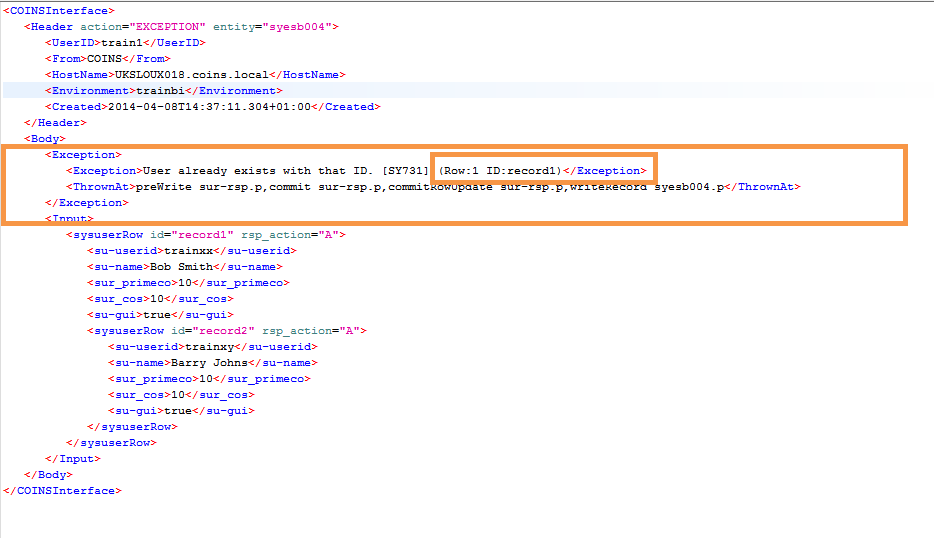 <COINSInterface>
<Header action="EXCEPTION" entity="syesb004">
<UserID>train1</UserID>
<From>COINS</From>
<HostName>UKSLOUX018.coins.local</HostName>
<Environment>trainbi</Environment>
<Created>2014-04-08T14:37:11.304+01:00</Created>
</Header>
<Body>
<Exception>
<Exception>User already exists with that ID. [SY731] (Row:1 ID:record1)</Exception>
<ThrownAt>preWrite sur-rsp.p,commit sur-rsp.p,commitRowUpdate sur-rsp.p,writeRecord syesb004.p</ThrownAt>
</Exception>
<Input>
<sysuserRow id="record1" rsp_action="A">
<su-userid>trainxx</su-userid>
<su-name>Bob Smith</su-name>
<sur_primeco>10</sur_primeco>
<sur_cos>10</sur_cos>
<su-gui>true</su-gui>
<sysuserRow id="record2" rsp_action="A">
<su-userid>trainxy</su-userid>
<su-name>Barry Johns</su-name>
<sur_primeco>10</sur_primeco>
<sur_cos>10</sur_cos>
<su-gui>true</su-gui>
</sysuserRow>
</sysuserRow>
</Input>
</Body>
</COINSInterface>